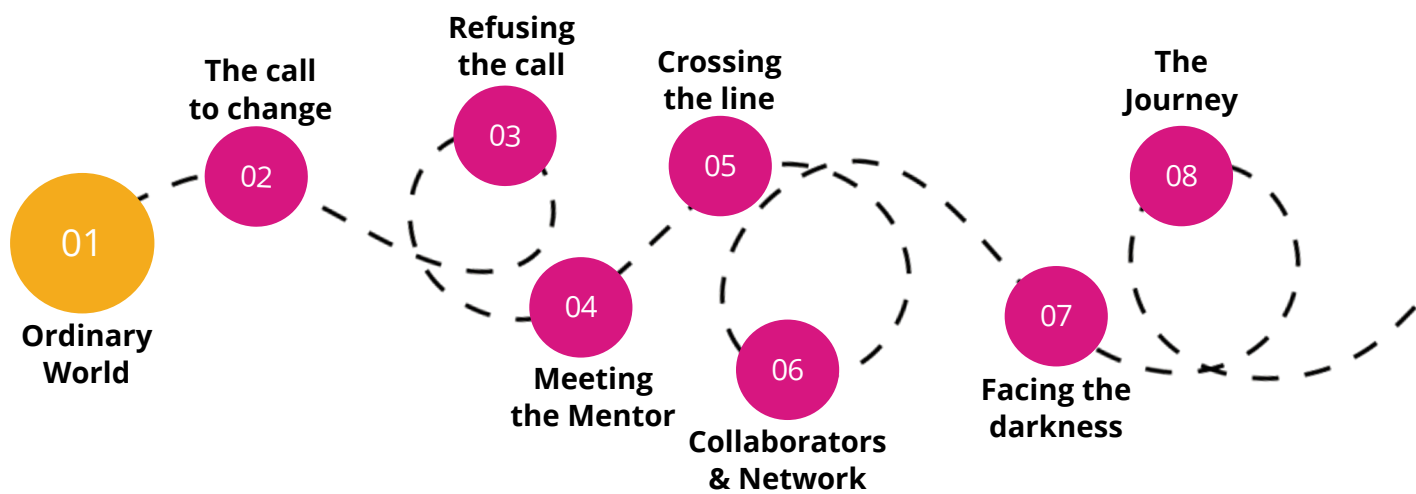 01
Ordinary
World
The call
to change
02
Refusing
the call
03
04
Meeting
the Mentor
Crossing
the line
05
06
Collaborators
& Network
07
Facing the
darkness
The
Journey
08